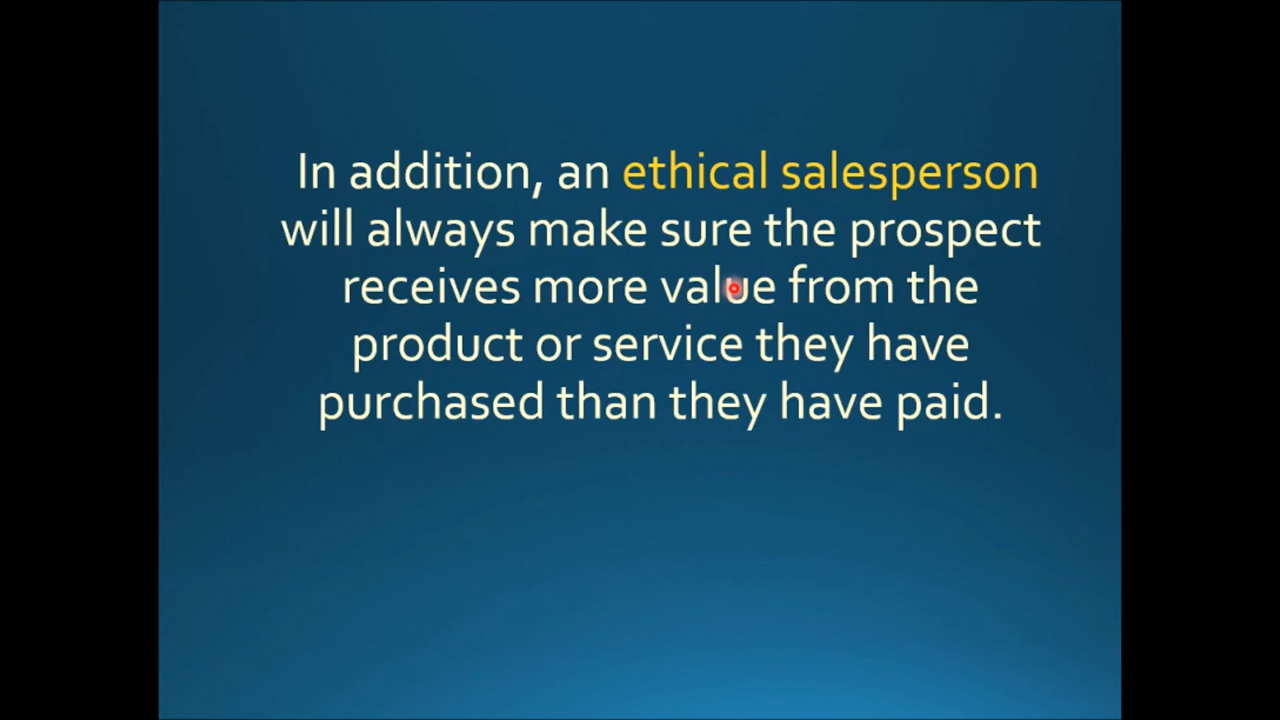 In addition, an ethical salesperson
will always make sure the prospect
receives more value from the
product or service they have
purchased than they have paid.